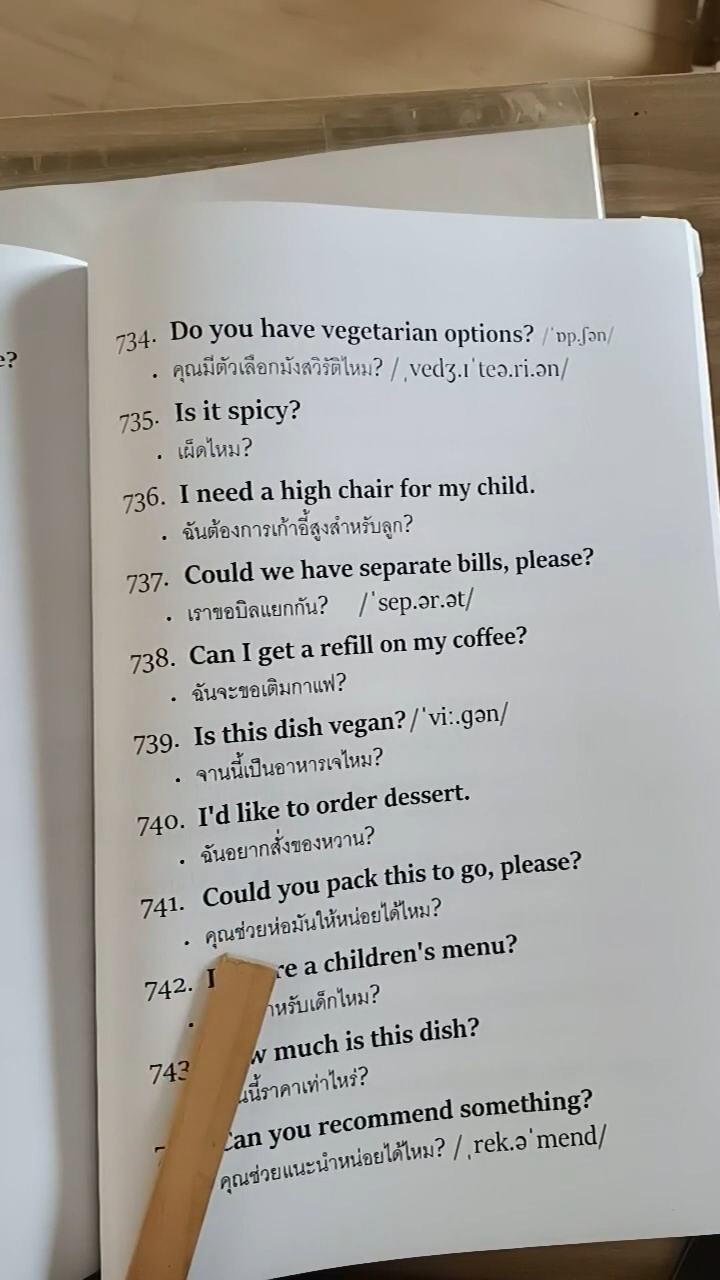 e?
734. Do you have vegetarian options? /ˈɒp.ʃən/
• คุณมีตัวเลือกมังสวิรัติไหม? /ˌvedʒ.ɪˈteə.ri.ən/
735. Is it spicy?
• เผ็ดไหม?
736. I need a high chair for my child.
• ฉันต้องการเก้าอี้สูงสำหรับลูก?
737. Could we have separate bills, please?
• เราขอบิลแยกกัน? /ˈsep.ər.ət/
738. Can I get a refill on my coffee?
• ฉันจะขอเติมกาแฟ?
739. Is this dish vegan? /ˈviː.gən/
• จานนี้เป็นอาหารเจไหม?
740. I'd like to order dessert.
• ฉันอยากสั่งของหวาน?
741. Could you pack this to go, please?
• คุณช่วยห่อมันให้หน่อยได้ไหม?
742. a children's menu?
• หรับเด็กไหม?
743 much is this dish?
นี้ราคาเท่าไหร่?
Can you recommend something?
คุณช่วยแนะนำหน่อยได้ไหม? /ˌrek.əˈmend/